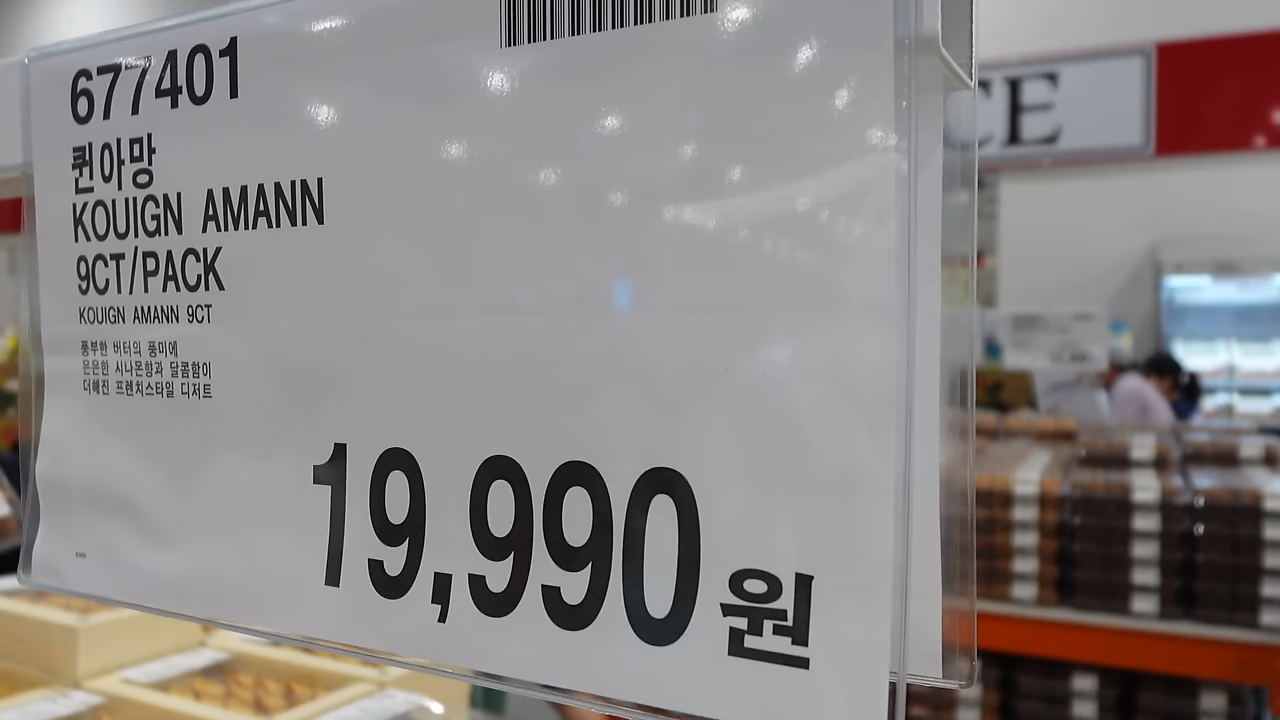 677401
퀸아망
KOUIGN AMANN
9CT/PACK
KOUIGN AMANN 9CT
풍부한 버터의 풍미에
은은한 시나몬향과 달콤함이
더해진 프렌치스타일 디저트
19,990 원
CE